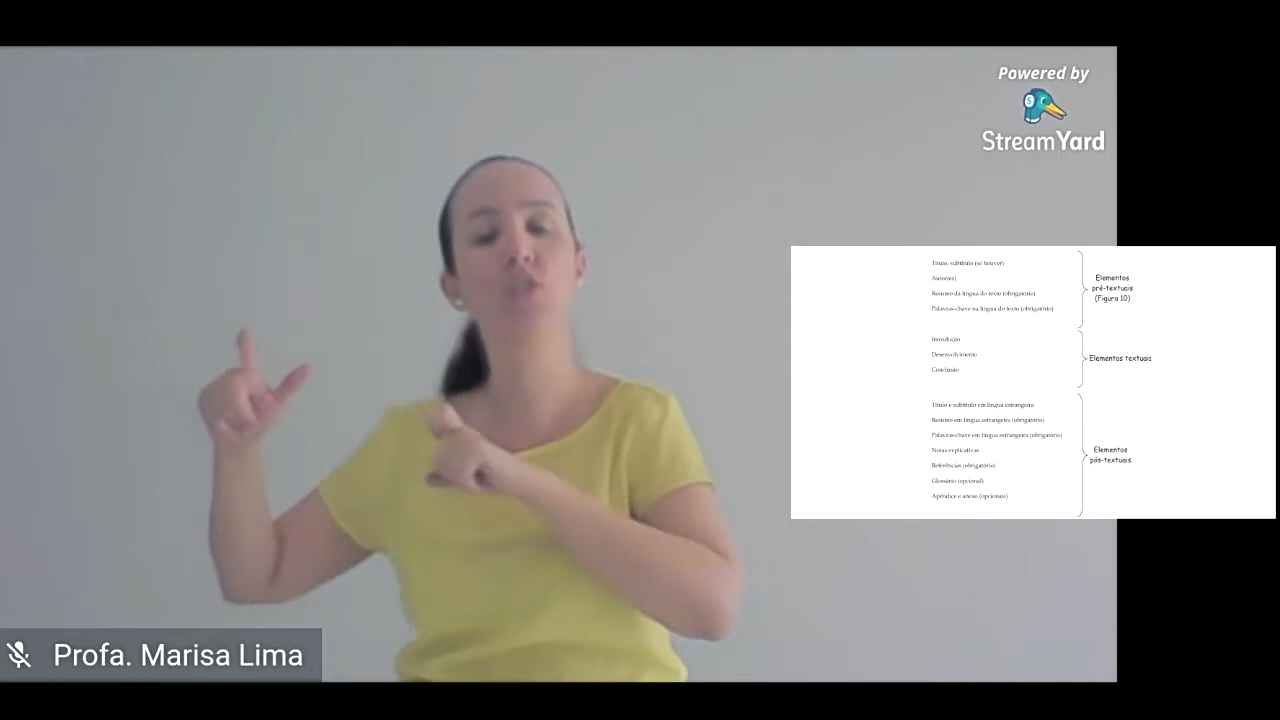 Powered by
StreamYard
Título; subtítulo (se houver)
Autor(es)
Resumo da língua do texto (obrigatório)
Palavras-chave na língua do texto (obrigatório)
Elementos
pré-textuais
(Figura 10)
Introdução
Desenvolvimento
Conclusão
Elementos textuais
Título e subtítulo em língua estrangeira
Resumo em língua estrangeira (obrigatório)
Palavras-chave em língua estrangeira (obrigatório)
Notas explicativas
Referências (obrigatório)
Glossário (opcional)
Apêndice e anexo (opcionais)
Elementos
pós-textuais
Profa. Marisa Lima